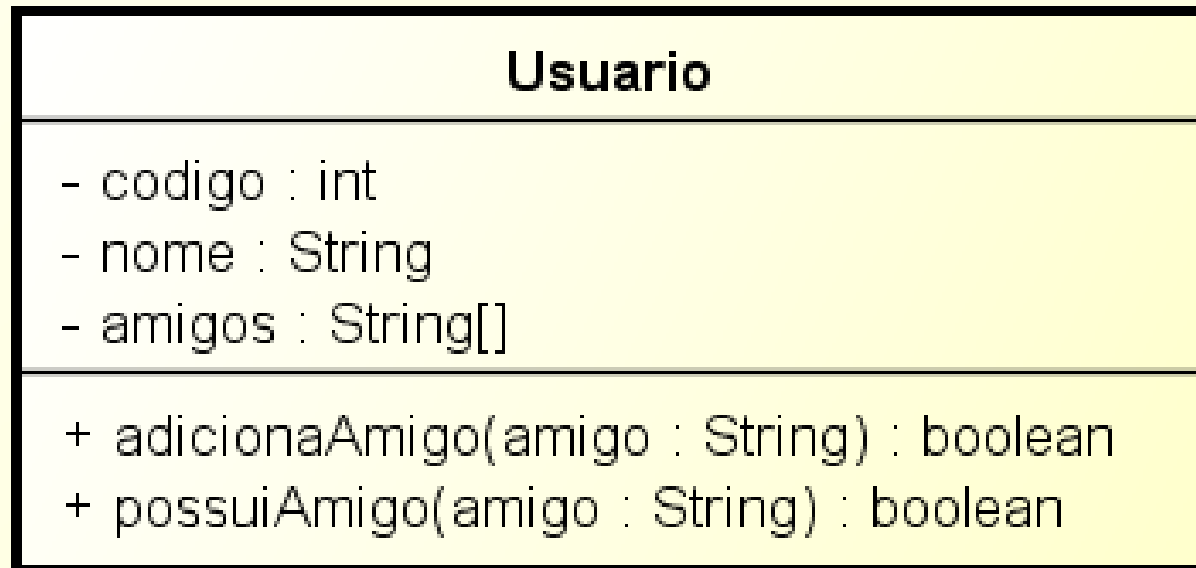 Usuario
- codigo : int
- nome : String
- amigos : String[]
+ adicionaAmigo(amigo : String) : boolean
+ possuiAmigo(amigo : String) : boolean